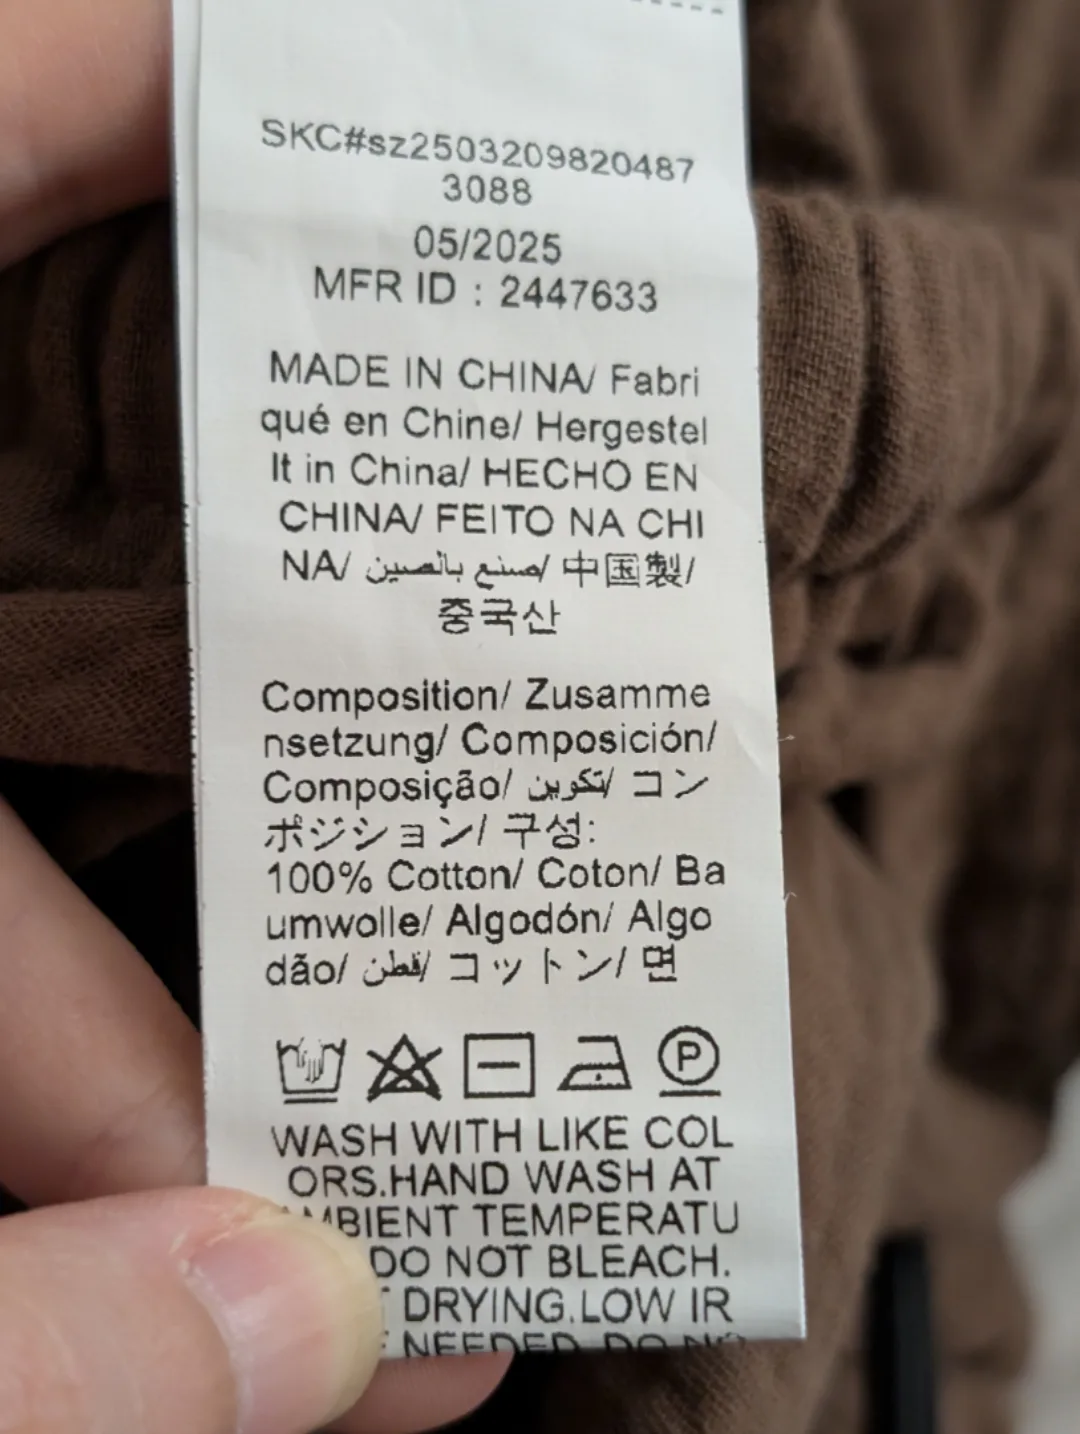 SKC#sz2503209820487
3088
05/2025
MFR ID : 2447633
MADE IN CHINA/ Fabri
qué en Chine/ Hergestel
lt in China/ HECHO EN
CHINA/ FEITO NA CHI
NA/ صنع بالصين/ 中国製/
중국산
Composition/ Zusamme
nsetzung/ Composición/
Composição/ تكوين/ コン
ポジション/ 구성:
100% Cotton/ Coton/ Ba
umwolle/ Algodón/ Algo
dão/ قطن/ コットン/ 면
P
WASH WITH LIKE COL
ORS.HAND WASH AT
AMBIENT TEMPERATU
DO NOT BLEACH.
DRYING.LOW IR
NEEDED DO NO